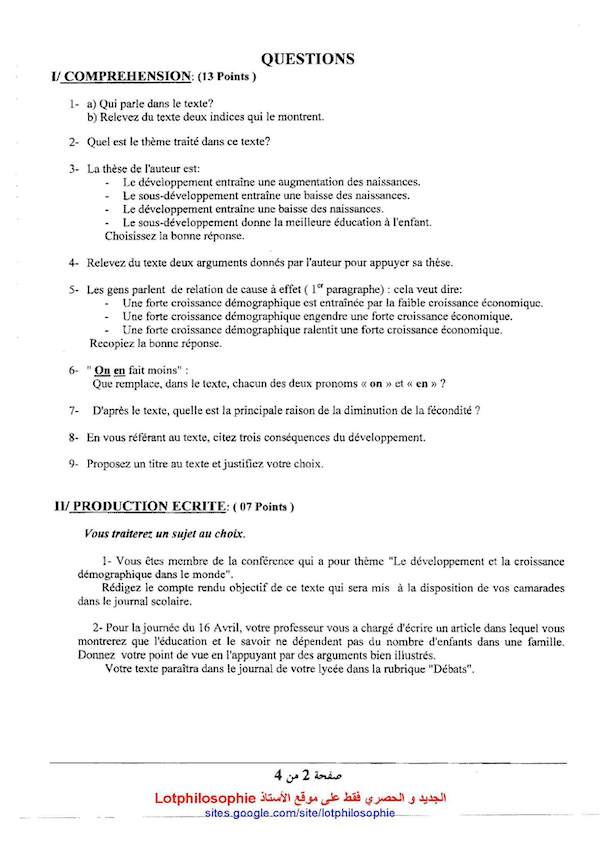 QUESTIONS
I/ COMPREHENSION: (13 Points )
1- a) Qui parle dans le texte?
b) Relevez du texte deux indices qui le montrent.
2- Quel est le thème traité dans ce texte?
3- La thèse de l'auteur est:
- Le développement entraîne une augmentation des naissances.
- Le sous-développement entraîne une baisse des naissances.
- Le développement entraîne une baisse des naissances.
- Le sous-développement donne la meilleure éducation à l'enfant.
Choisissez la bonne réponse.
4- Relevez du texte deux arguments donnés par l'auteur pour appuyer sa thèse.
5- Les gens parlent de relation de cause à effet ( 1er paragraphe) : cela veut dire:
- Une forte croissance démographique est entraînée par la faible croissance économique.
- Une forte croissance démographique engendre une forte croissance économique.
- Une forte croissance démographique ralentit une forte croissance économique.
Recopiez la bonne réponse.
6- " On en fait moins" :
Que remplace, dans le texte, chacun des deux pronoms « on » et « en » ?
7- D'après le texte, quelle est la principale raison de la diminution de la fécondité ?
8- En vous référant au texte, citez trois conséquences du développement.
9- Proposez un titre au texte et justifiez votre choix.
II/ PRODUCTION ECRITE: ( 07 Points )
Vous traiterez un sujet au choix.
1- Vous êtes membre de la conférence qui a pour thème "Le développement et la croissance
démographique dans le monde".
Rédigez le compte rendu objectif de ce texte qui sera mis à la disposition de vos camarades
dans le journal scolaire.
2- Pour la journée du 16 Avril, votre professeur vous a chargé d'écrire un article dans lequel vous
montrerez que l'éducation et le savoir ne dépendent pas du nombre d'enfants dans une famille.
Donnez votre point de vue en l'appuyant par des arguments bien illustrés.
Votre texte paraîtra dans le journal de votre lycée dans la rubrique "Débats".
صفحة 2 من 4
الجديد و الحصري فقط على موقع الأستاذ Lotphilosophie
sites.google.com/site/lotphilosophie